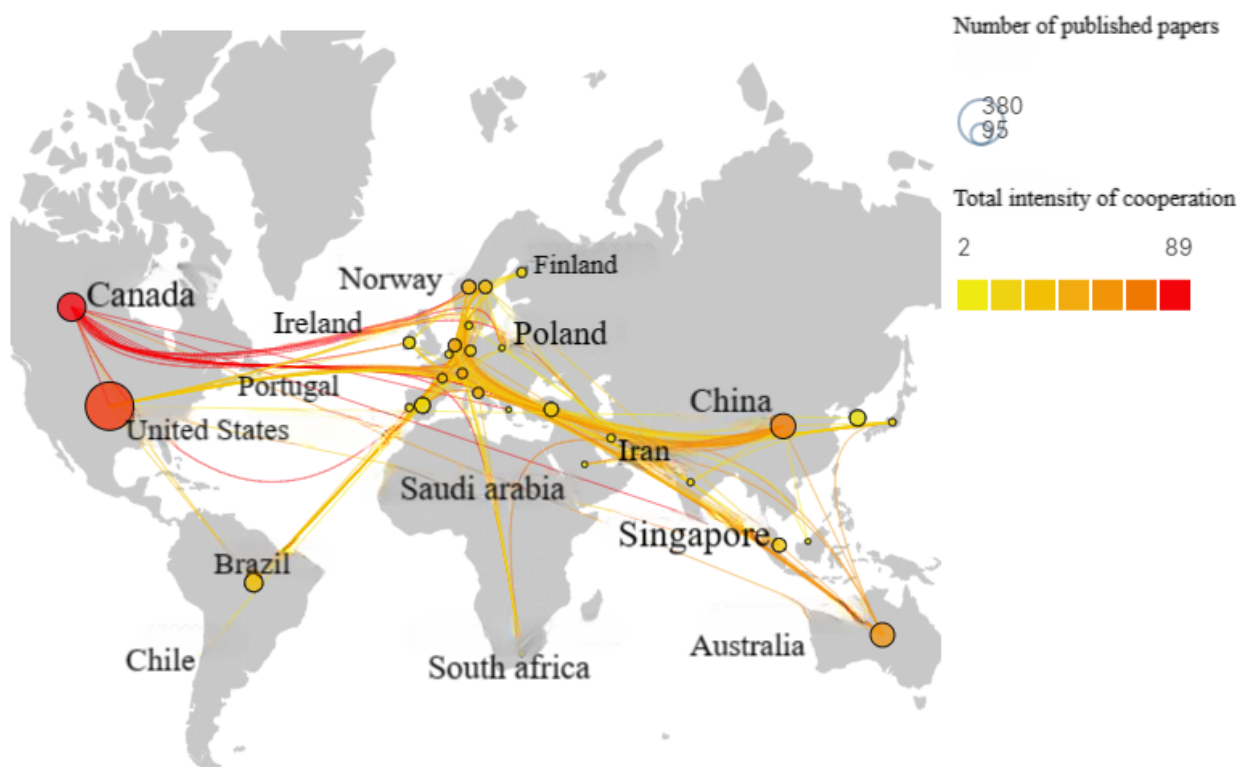 Number of published papers
380
95
Total intensity of cooperation
2 89
Norway
Finland
Canada
Ireland
Poland
Portugal
China
United States
Iran
Saudi arabia
Singapore
Brazil
Australia
Chile
South africa